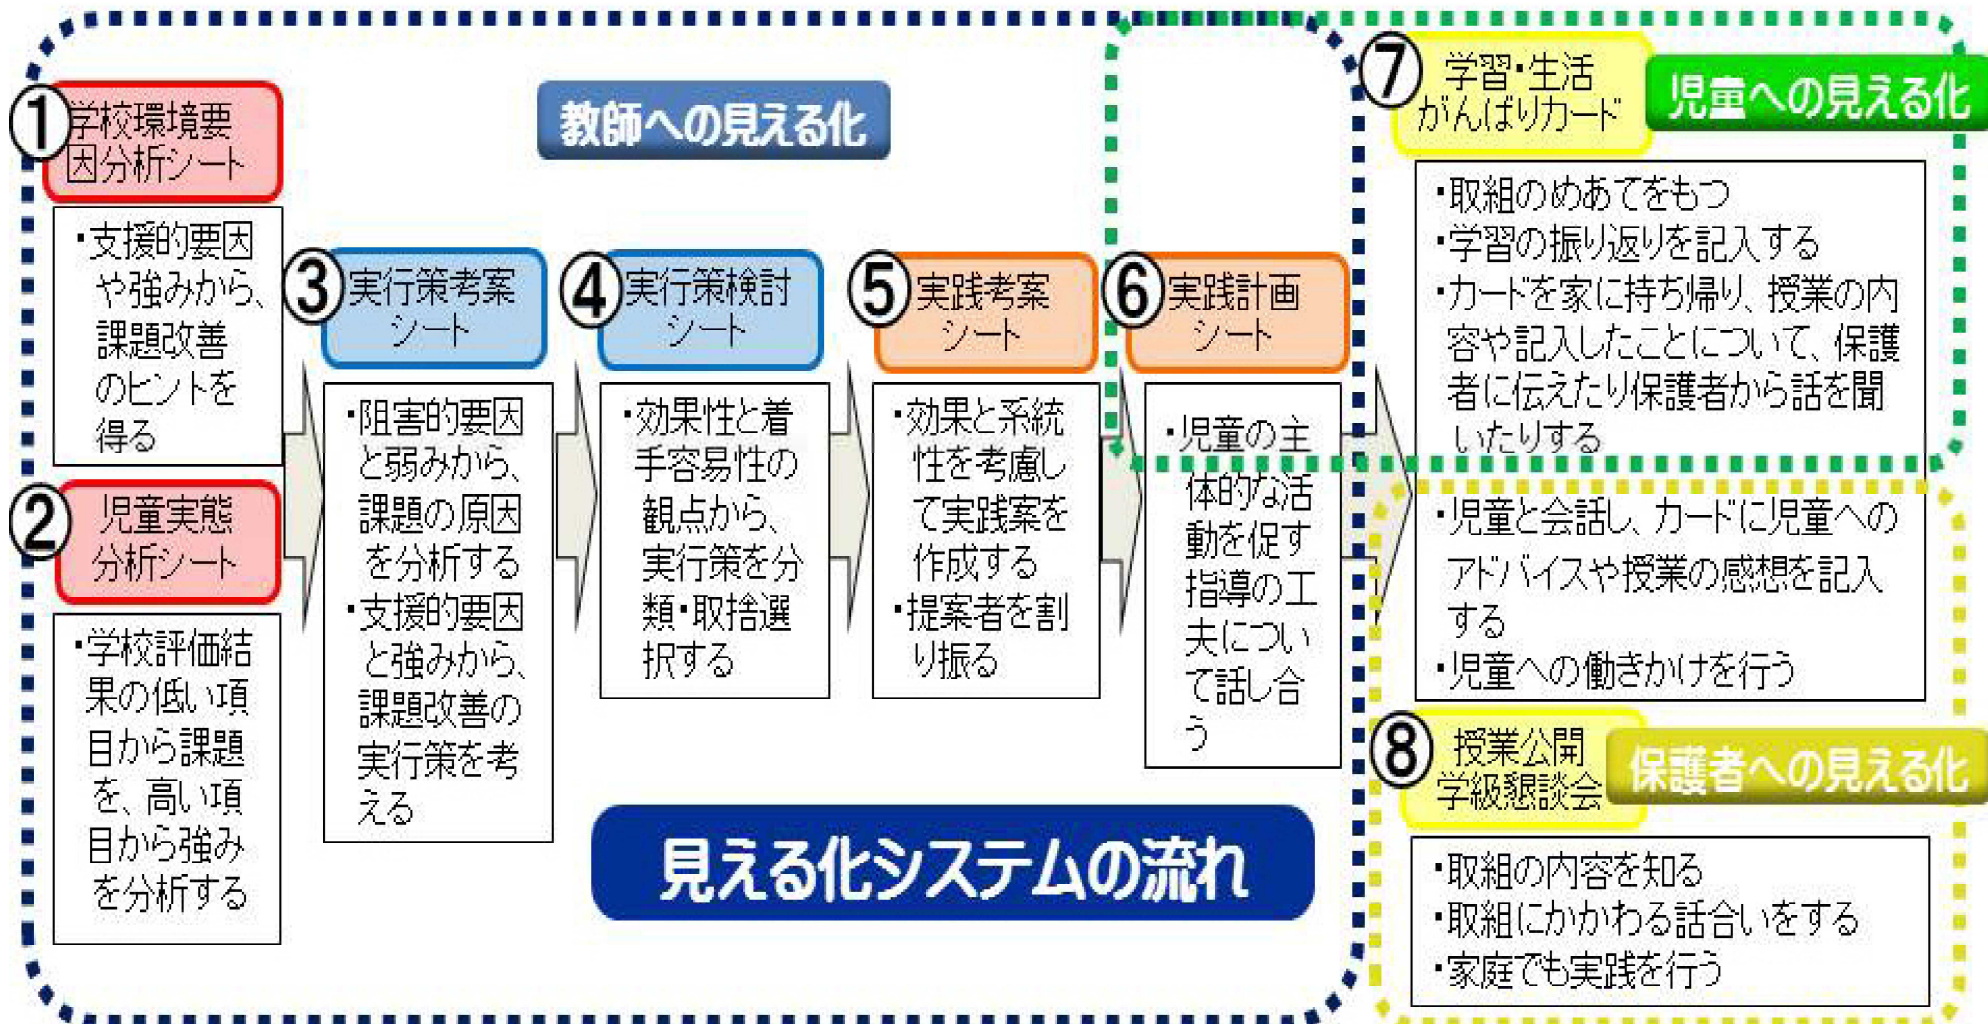 教師への見える化
①
学校環境要
因分析シート
・支援的要因
や強みから、
課題改善
のヒントを
得る
②
児童実態
分析シート
・学校評価結
果の低い項
目から課題
を、高い項
目から強み
を分析する
③
実行策考案
シート
・阻害的要因
と弱みから、
課題の原因
を分析する
・支援的要因
と強みから、
課題改善の
実行策を考
える
④
実行策検討
シート
・効果性と着
手容易性の
観点から、
実行策を分
類・取捨選
択する
⑤
実践考案
シート
・効果と系統
性を考慮し
て実践案を
作成する
・提案者を割
り振る
⑥
実践計画
シート
・児童の主
体的な活
動を促す
指導の工
夫につい
て話し合
う
⑦
学習・生活
がんばりカード
児童への見える化
・取組のめあてをもつ
・学習の振り返りを記入する
・カードを家に持ち帰り、授業の内
容や記入したことについて、保護
者に伝えたり保護者から話を聞
いたりする
・児童と会話し、カードに児童への
アドバイスや授業の感想を記入
する
・児童への働きかけを行う
⑧
授業公開
学級懇談会
保護者への見える化
・取組の内容を知る
・取組にかかわる話合いをする
・家庭でも実践を行う
見える化システムの流れ